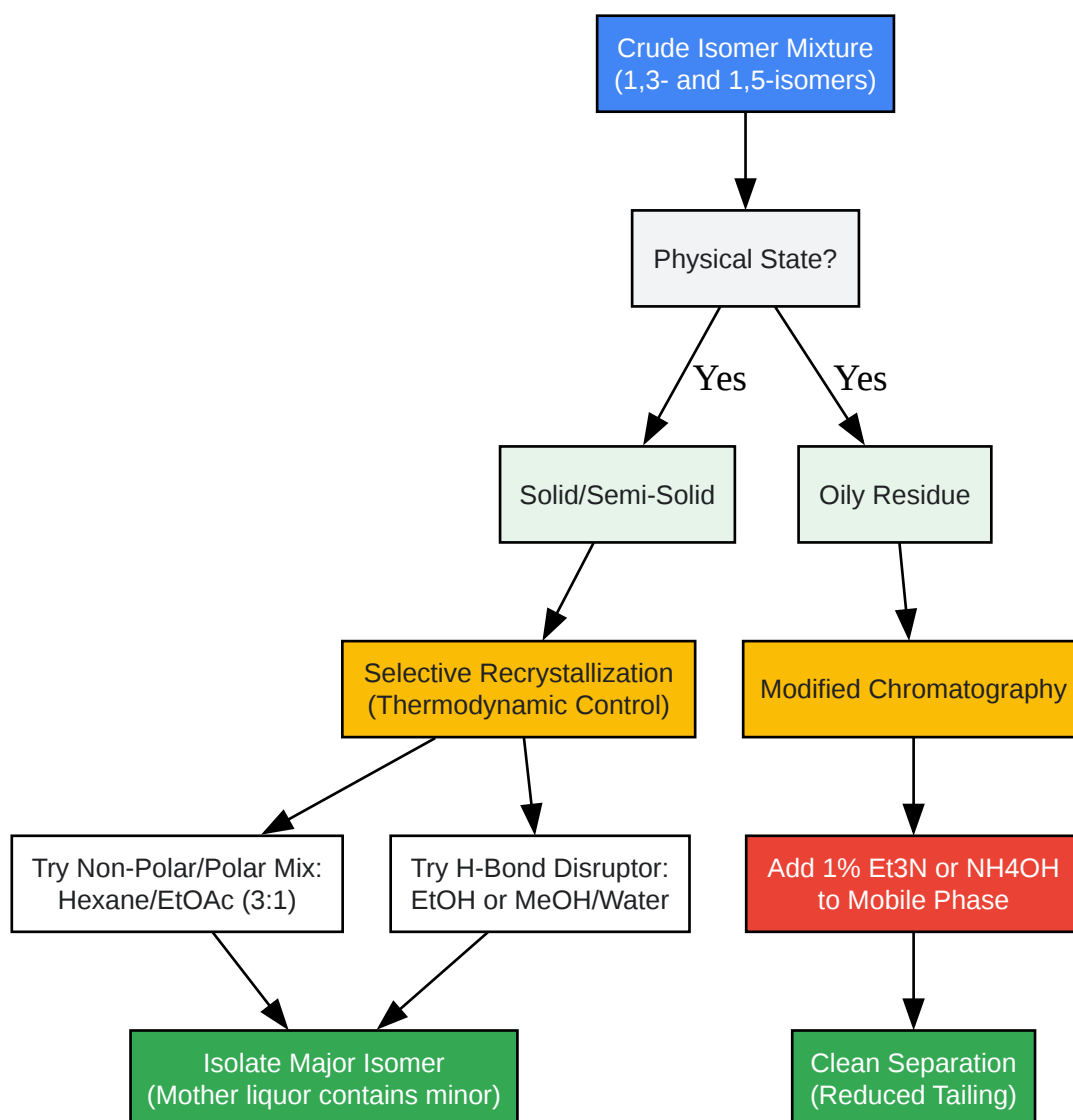 Crude Isomer Mixture
(1,3- and 1,5-isomers)
Physical State?
Yes
Yes
Solid/Semi-Solid
Oily Residue
Selective Recrystallization
(Thermodynamic Control)
Modified Chromatography
Try Non-Polar/Polar Mix:
Hexane/EtOAc (3:1)
Try H-Bond Disruptor:
EtOH or MeOH/Water
Add 1% Et3N or NH4OH
to Mobile Phase
Isolate Major Isomer
(Mother liquor contains minor)
Clean Separation
(Reduced Tailing)